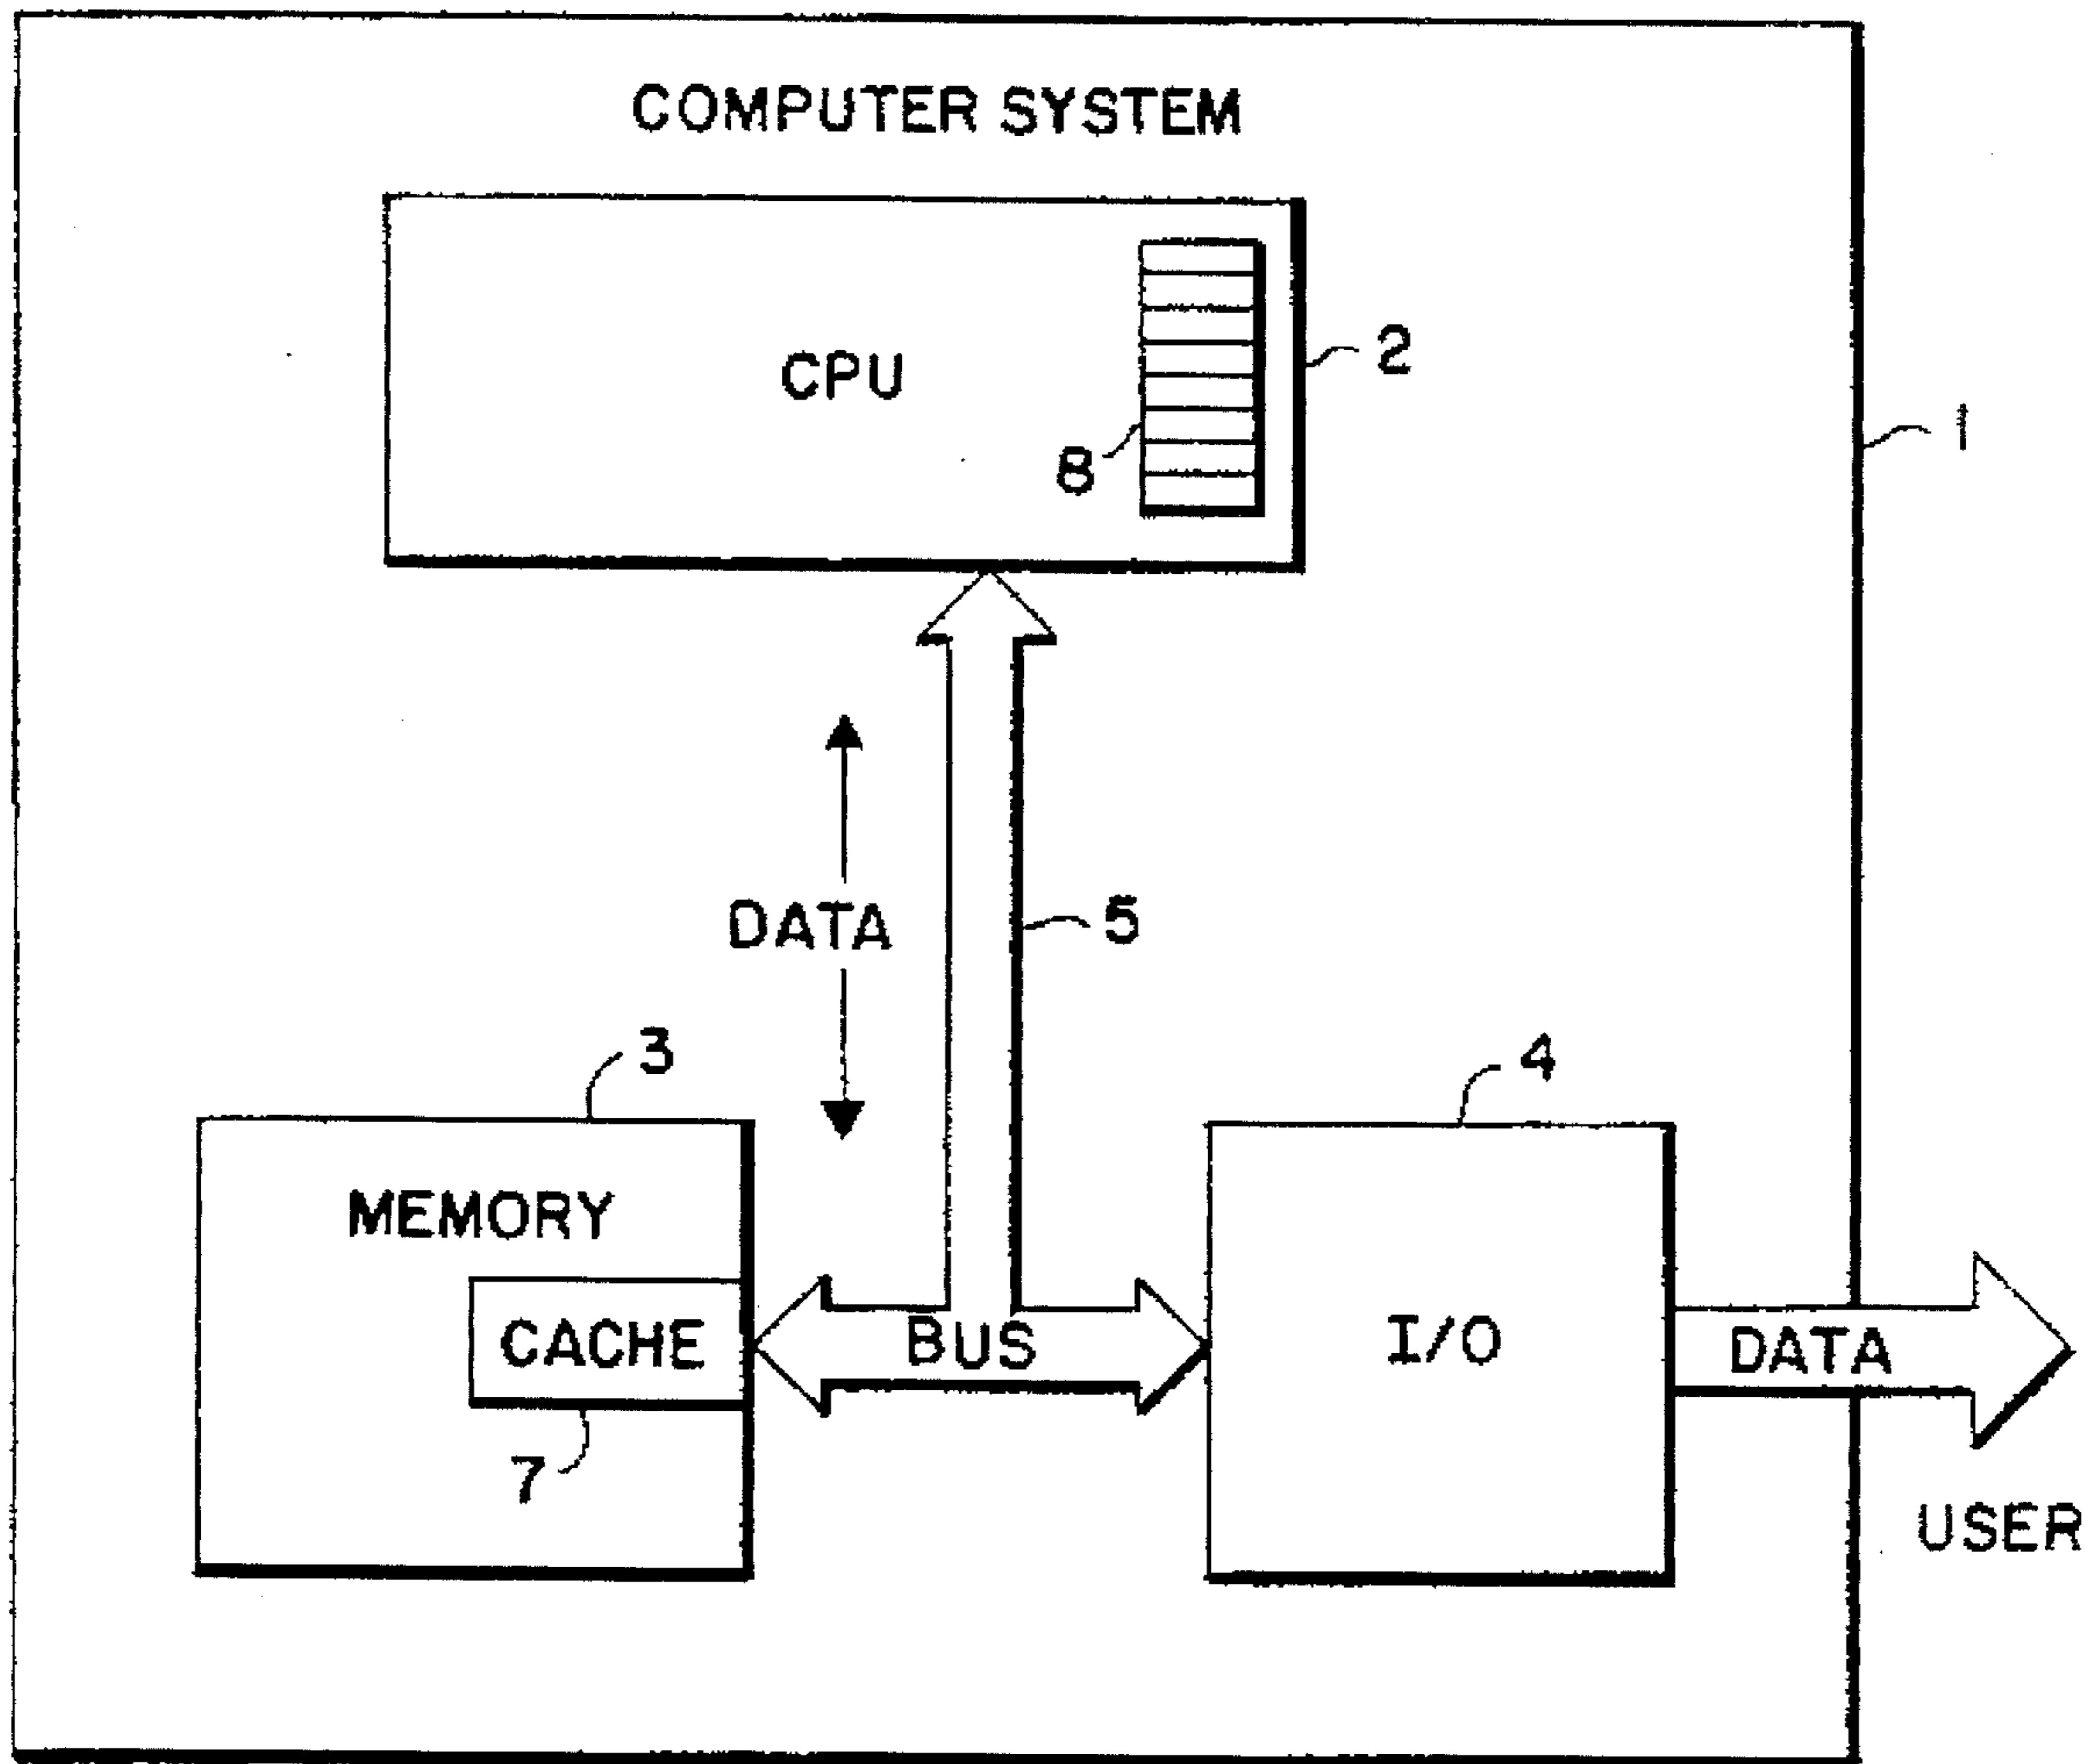 COMPUTER SYSTEM
CPU
2
1
8
DATA
5
3
4
MEMORY
CACHE
BUS
I/O
DATA
7
USER